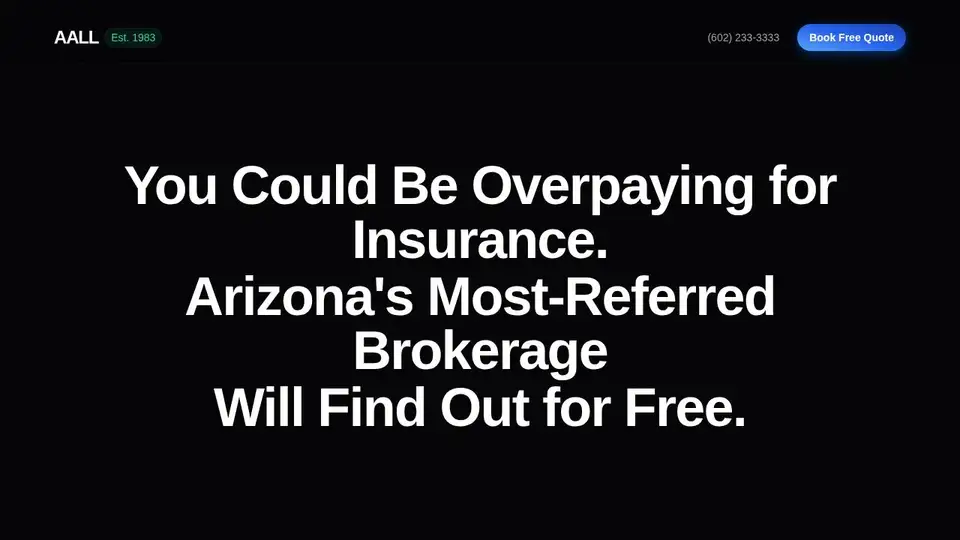 AALL Est. 1983 (602) 233-3333 Book Free Quote
You Could Be Overpaying for
Insurance.
Arizona's Most-Referred
Brokerage
Will Find Out for Free.